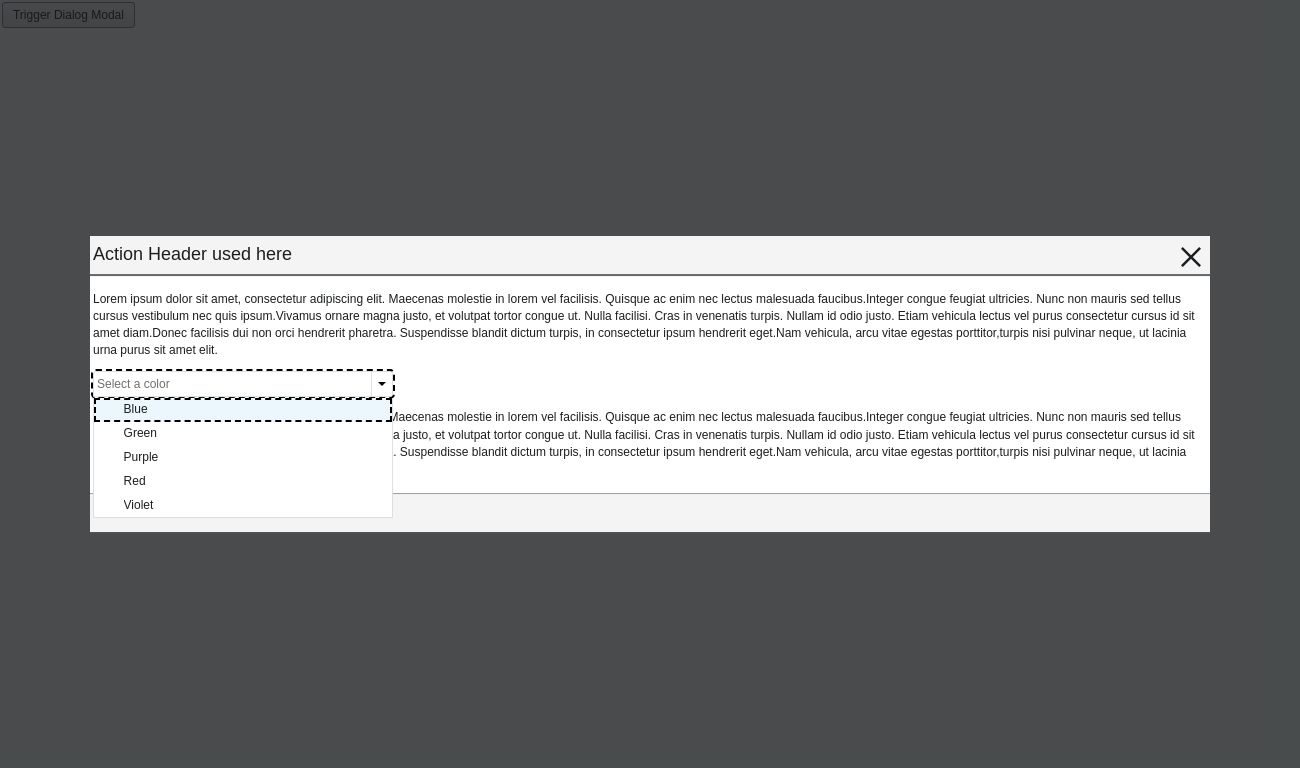 Trigger Dialog Modal
Action Header used here
Lorem ipsum dolor sit amet, consectetur adipiscing elit. Maecenas molestie in lorem vel facilisis. Quisque ac enim nec lectus malesuada faucibus.Integer congue feugiat ultricies. Nunc non mauris sed tellus
cursus vestibulum nec quis ipsum.Vivamus ornare magna justo, et volutpat tortor congue ut. Nulla facilisi. Cras in venenatis turpis. Nullam id odio justo. Etiam vehicula lectus vel purus consectetur cursus id sit
amet diam.Donec facilisis dui non orci hendrerit pharetra. Suspendisse blandit dictum turpis, in consectetur ipsum hendrerit eget.Nam vehicula, arcu vitae egestas porttitor,turpis nisi pulvinar neque, ut lacinia
urna purus sit amet elit.
Select a color
Blue
Green
Purple
Red
Violet
Maecenas molestie in lorem vel facilisis. Quisque ac enim nec lectus malesuada faucibus.Integer congue feugiat ultricies. Nunc non mauris sed tellus
a justo, et volutpat tortor congue ut. Nulla facilisi. Cras in venenatis turpis. Nullam id odio justo. Etiam vehicula lectus vel purus consectetur cursus id sit
. Suspendisse blandit dictum turpis, in consectetur ipsum hendrerit eget.Nam vehicula, arcu vitae egestas porttitor,turpis nisi pulvinar neque, ut lacinia